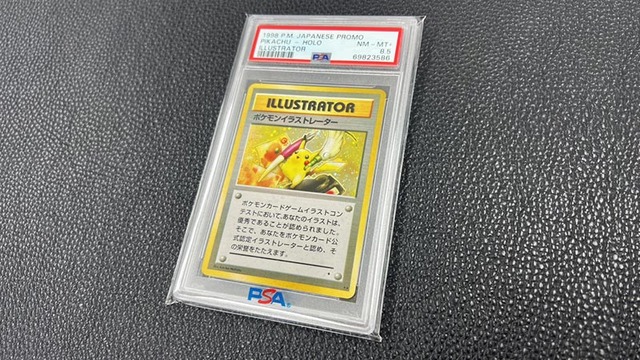 1998 P.M. JAPANESE PROMO
PIKACHU - HOLO NM - MT+
ILLUSTRATOR 8.5
PSA 69823586
ILLUSTRATOR
ポケモンイラストレーター
ポケモンカードゲームイラストコン
テストにおいて、あなたのイラストは、
優秀であることが認められました。
そこで、あなたをポケモンカード公
式認定イラストレーターと認め、そ
の栄誉をたたえます。
PSA